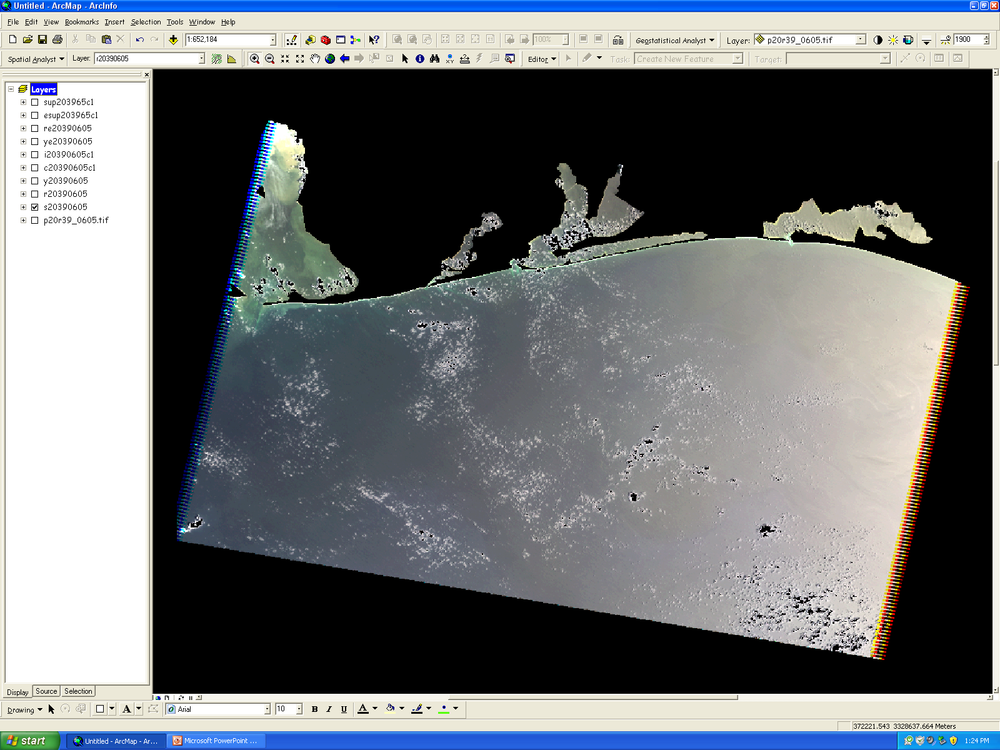 Untitled - ArcMap - ArcInfo
File Edit View Bookmarks Insert Selection Tools Window Help
1:652,184 100% Geostatistical Analyst Layer: p20r39_0605.tif 1900
Spatial Analyst Layer: r20390605 Editor Task: Create New Feature Target:
Layers
sup203965c1
esup203965c1
re20390605
ye20390605
i20390605c1
c20390605c1
y20390605
r20390605
s20390605
p20r39_0605.tif
Display Source Selection
Drawing A Arial 10 B I U A
372221.543 3328637.664 Meters
start Untitled - ArcMap - Ar... Microsoft PowerPoint ... 1:24 PM